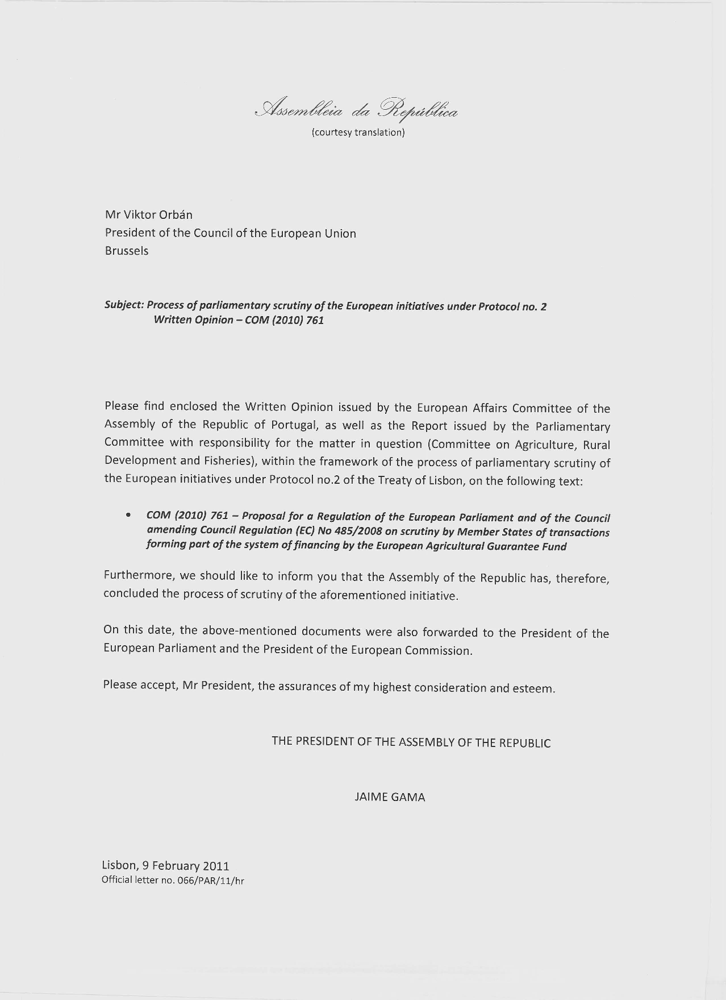 Assembleia da República
(courtesy translation)
Mr Viktor Orbán
President of the Council of the European Union
Brussels
Subject: Process of parliamentary scrutiny of the European initiatives under Protocol no. 2
Written Opinion – COM (2010) 761
Please find enclosed the Written Opinion issued by the European Affairs Committee of the
Assembly of the Republic of Portugal, as well as the Report issued by the Parliamentary
Committee with responsibility for the matter in question (Committee on Agriculture, Rural
Development and Fisheries), within the framework of the process of parliamentary scrutiny of
the European initiatives under Protocol no.2 of the Treaty of Lisbon, on the following text:
• COM (2010) 761 – Proposal for a Regulation of the European Parliament and of the Council
amending Council Regulation (EC) No 485/2008 on scrutiny by Member States of transactions
forming part of the system of financing by the European Agricultural Guarantee Fund
Furthermore, we should like to inform you that the Assembly of the Republic has, therefore,
concluded the process of scrutiny of the aforementioned initiative.
On this date, the above-mentioned documents were also forwarded to the President of the
European Parliament and the President of the European Commission.
Please accept, Mr President, the assurances of my highest consideration and esteem.
THE PRESIDENT OF THE ASSEMBLY OF THE REPUBLIC
JAIME GAMA
Lisbon, 9 February 2011
Official letter no. 066/PAR/11/hr